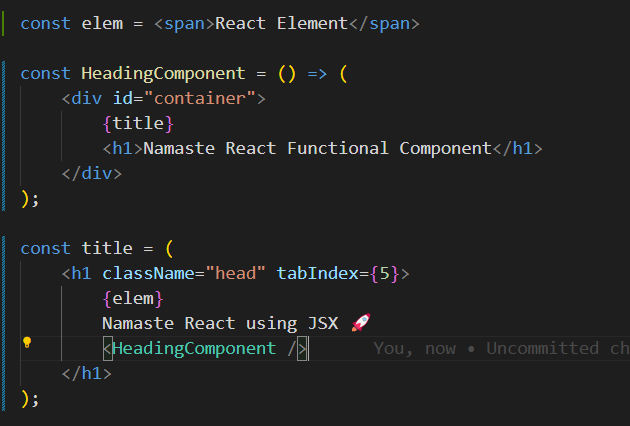 const elem = <span>React Element</span>
const HeadingComponent = () => (
<div id="container">
{title}
<h1>Namaste React Functional Component</h1>
</div>
);
const title = (
<h1 className="head" tabIndex={5}>
{elem}
Namaste React using JSX 🚀
<HeadingComponent /> You, now • Uncommitted ch
</h1>
);